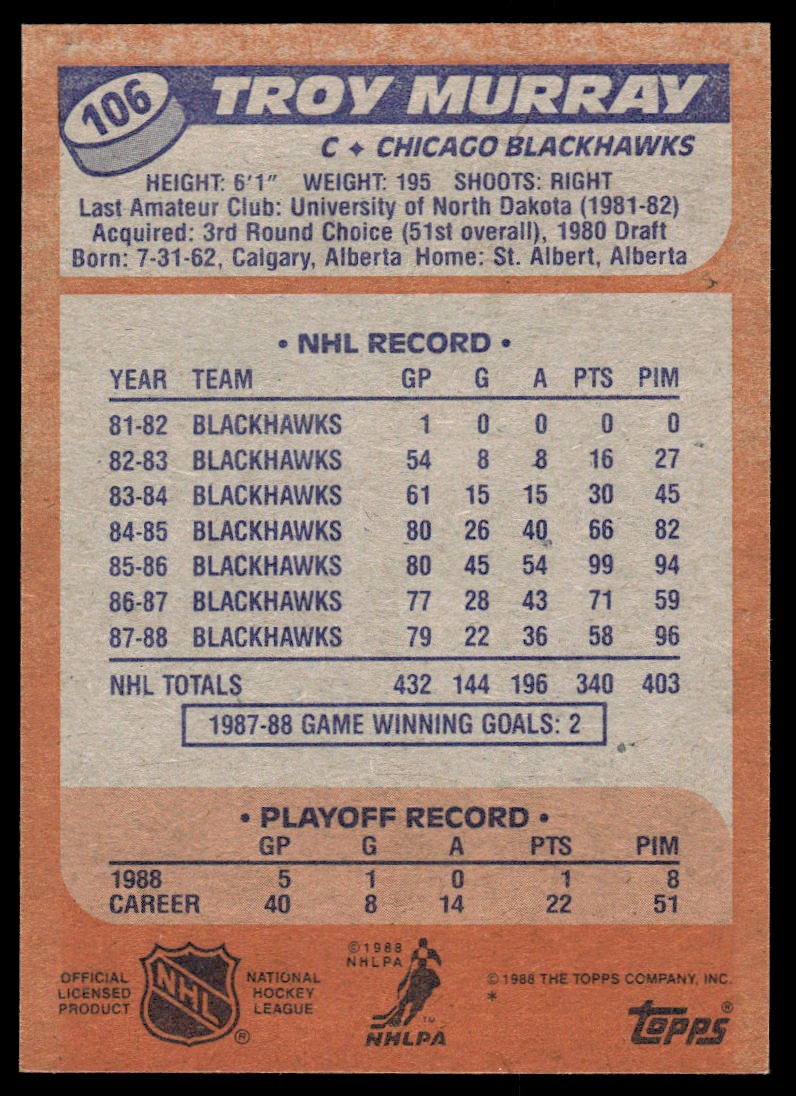 106
TROY MURRAY
C ✦ CHICAGO BLACKHAWKS
HEIGHT: 6'1" WEIGHT: 195 SHOOTS: RIGHT
Last Amateur Club: University of North Dakota (1981-82)
Acquired: 3rd Round Choice (51st overall), 1980 Draft
Born: 7-31-62, Calgary, Alberta Home: St. Albert, Alberta
• NHL RECORD •
YEAR TEAM GP G A PTS PIM
81-82 BLACKHAWKS 1 0 0 0 0
82-83 BLACKHAWKS 54 8 8 16 27
83-84 BLACKHAWKS 61 15 15 30 45
84-85 BLACKHAWKS 80 26 40 66 82
85-86 BLACKHAWKS 80 45 54 99 94
86-87 BLACKHAWKS 77 28 43 71 59
87-88 BLACKHAWKS 79 22 36 58 96
NHL TOTALS 432 144 196 340 403
1987-88 GAME WINNING GOALS: 2
• PLAYOFF RECORD •
GP G A PTS PIM
1988 5 1 0 1 8
CAREER 40 8 14 22 51
OFFICIAL
LICENSED
PRODUCT
NHL
®
NATIONAL
HOCKEY
LEAGUE
©1988
NHLPA
TM
NHLPA
© 1988 THE TOPPS COMPANY, INC.
*
topps®